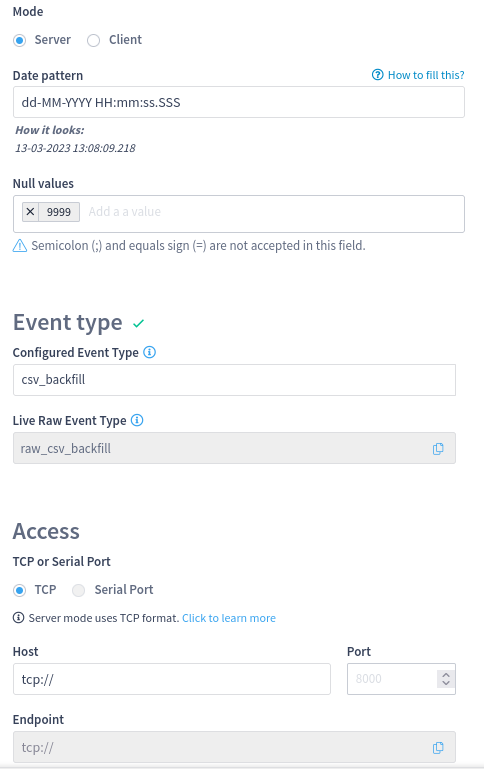 Mode
Server Client
Date pattern How to fill this?
dd-MM-YYYY HH:mm:ss.SSS
How it looks:
13-03-2023 13:08:09.218
Null values
× 9999 Add a a value
Semicolon (;) and equals sign (=) are not accepted in this field.
Event type
Configured Event Type
csv_backfill
Live Raw Event Type
raw_csv_backfill
Access
TCP or Serial Port
TCP Serial Port
Server mode uses TCP format. Click to learn more
Host Port
tcp:// 8000
Endpoint
tcp://